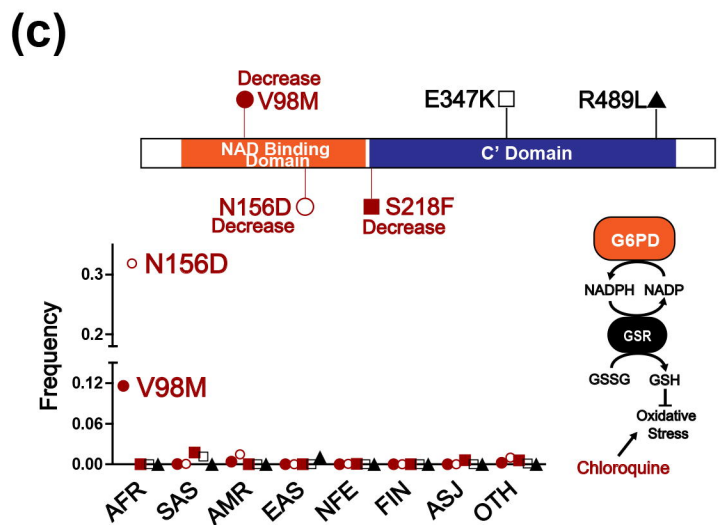 (c)
Decrease
V98M
E347K
R489L
NAD Binding
Domain
C' Domain
N156D
Decrease
S218F
Decrease
Frequency
0.3
0.2
0.12
0.06
0.00
N156D
V98M
AFR
SAS
AMR
EAS
NFE
FIN
ASJ
OTH
G6PD
NADPH NADP
GSR
GSSG GSH
Oxidative
Stress
Chloroquine